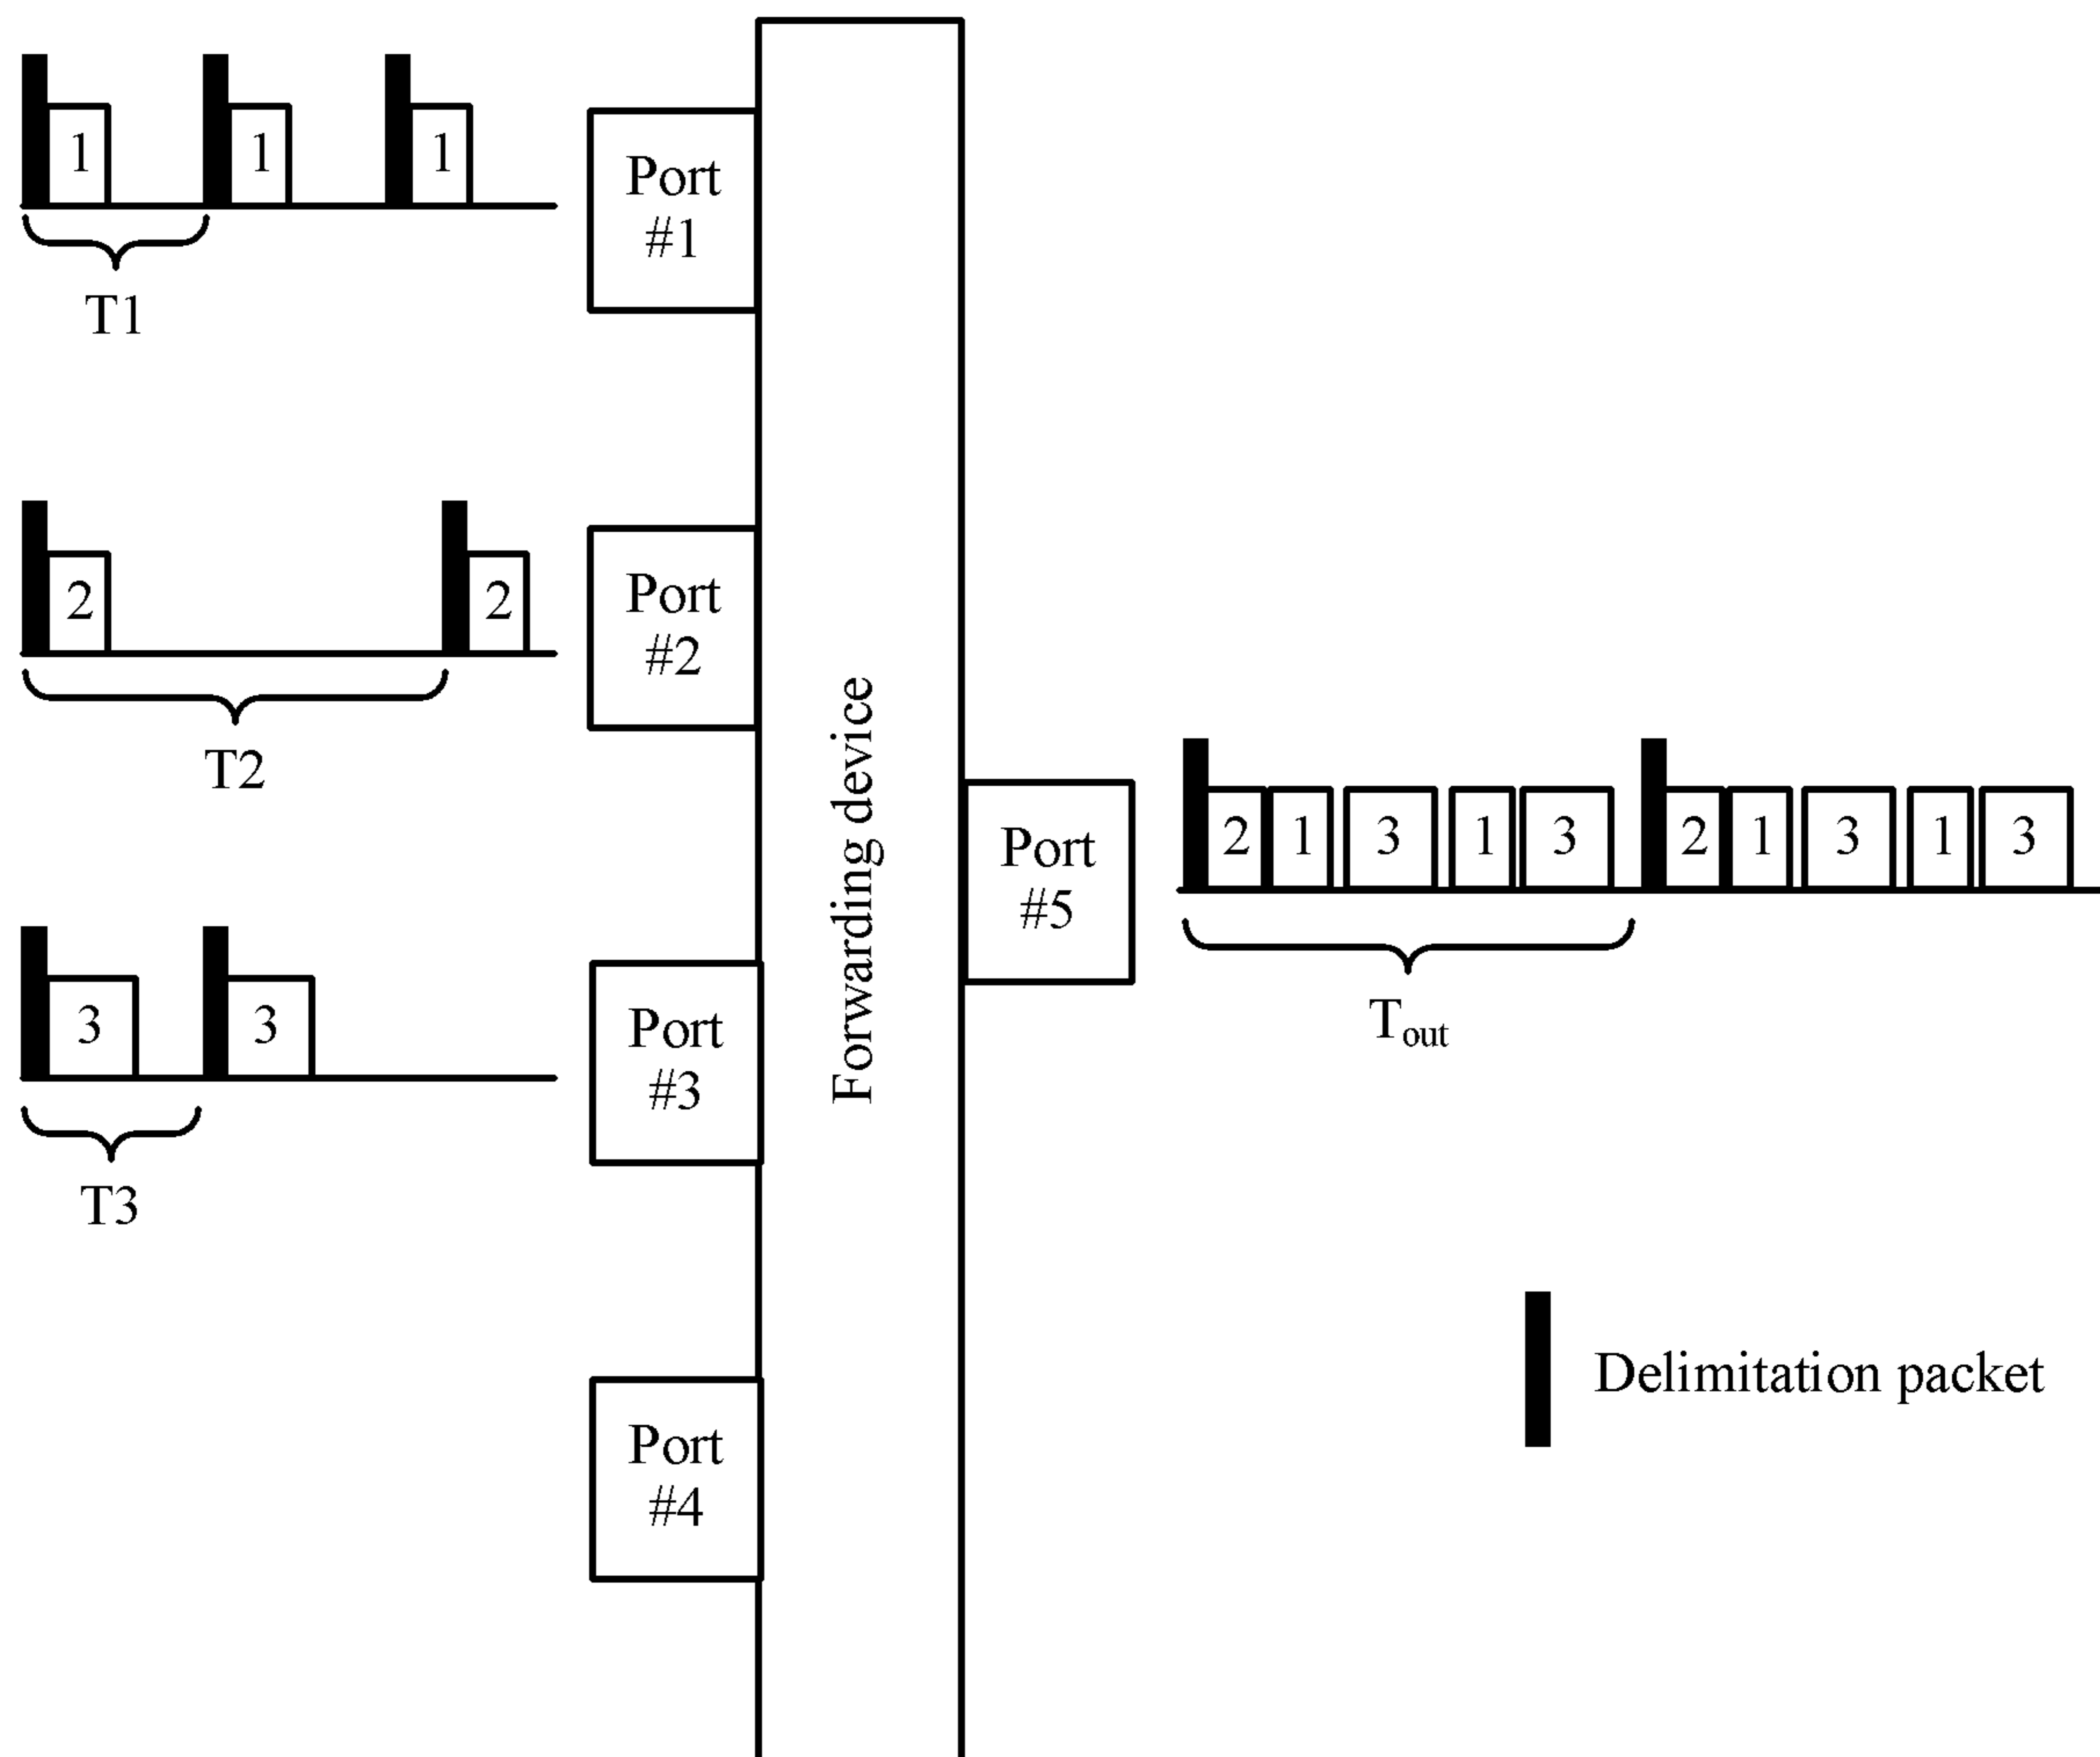 1 1 1
T1
Port
#1
2 2
T2
Port
#2
3 3
T3
Port
#3
Port
#4
Forwarding device
Port
#5
2 1 3 1 3 2 1 3 1 3
Tout
Delimitation packet